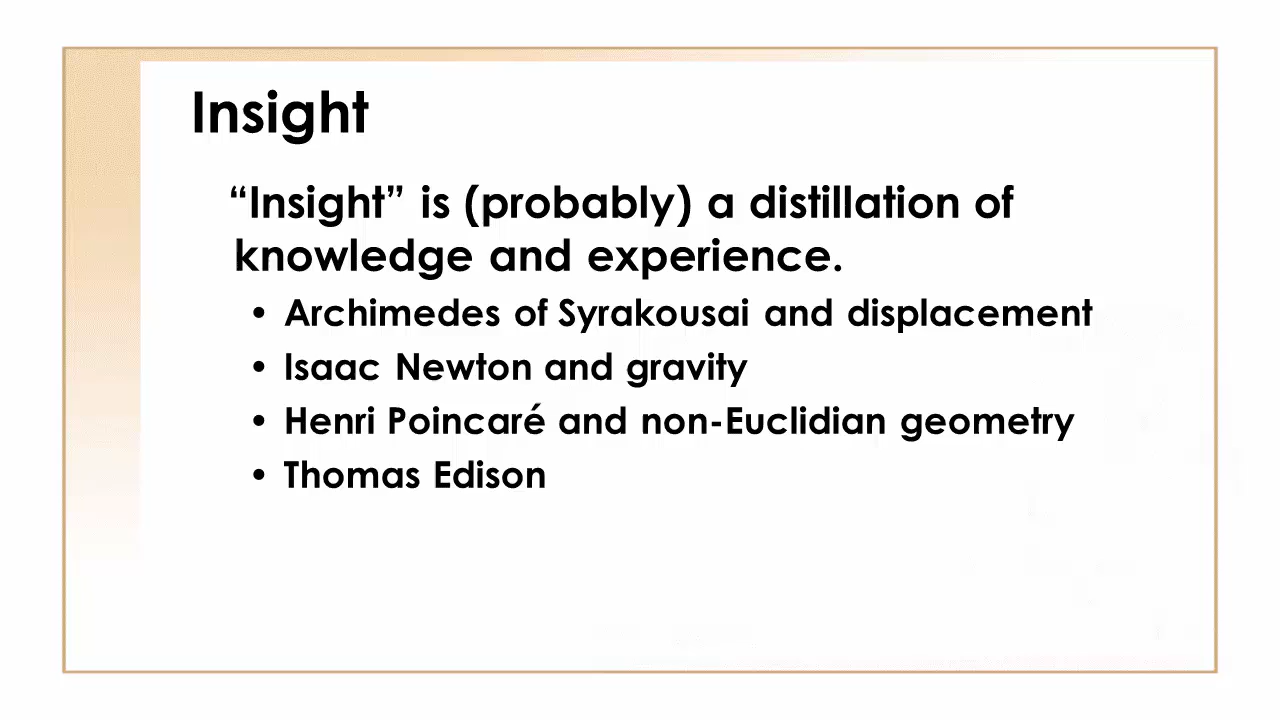 Insight
“Insight” is (probably) a distillation of
knowledge and experience.
• Archimedes of Syrakousai and displacement
• Isaac Newton and gravity
• Henri Poincaré and non-Euclidian geometry
• Thomas Edison